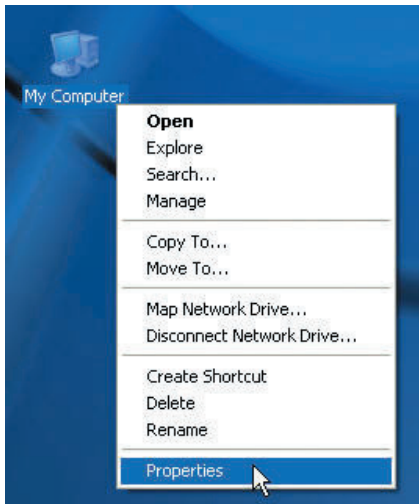 My Computer
Open
Explore
Search...
Manage
Copy To...
Move To...
Map Network Drive...
Disconnect Network Drive...
Create Shortcut
Delete
Rename
Properties